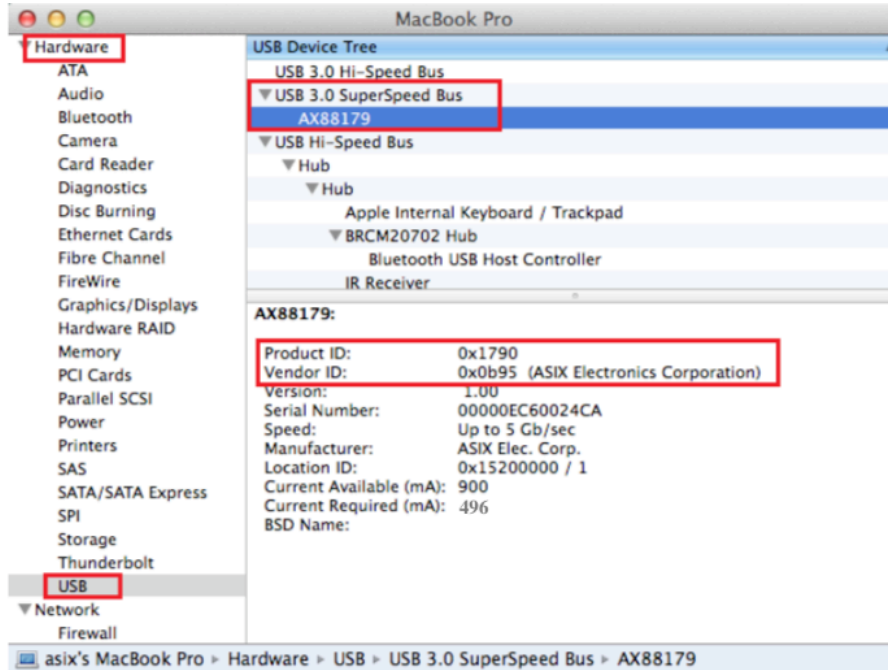 MacBook Pro
Hardware
ATA
Audio
Bluetooth
Camera
Card Reader
Diagnostics
Disc Burning
Ethernet Cards
Fibre Channel
FireWire
Graphics/Displays
Hardware RAID
Memory
PCI Cards
Parallel SCSI
Power
Printers
SAS
SATA/SATA Express
SPI
Storage
Thunderbolt
USB
Network
Firewall
USB Device Tree
USB 3.0 Hi-Speed Bus
USB 3.0 SuperSpeed Bus
AX88179
USB Hi-Speed Bus
Hub
Hub
Apple Internal Keyboard / Trackpad
BRCM20702 Hub
Bluetooth USB Host Controller
IR Receiver
AX88179:
Product ID: 0x1790
Vendor ID: 0x0b95 (ASIX Electronics Corporation)
Version: 1.00
Serial Number: 00000EC60024CA
Speed: Up to 5 Gb/sec
Manufacturer: ASIX Elec. Corp.
Location ID: 0x15200000 / 1
Current Available (mA): 900
Current Required (mA): 496
BSD Name:
asix's MacBook Pro ▸ Hardware ▸ USB ▸ USB 3.0 SuperSpeed Bus ▸ AX88179